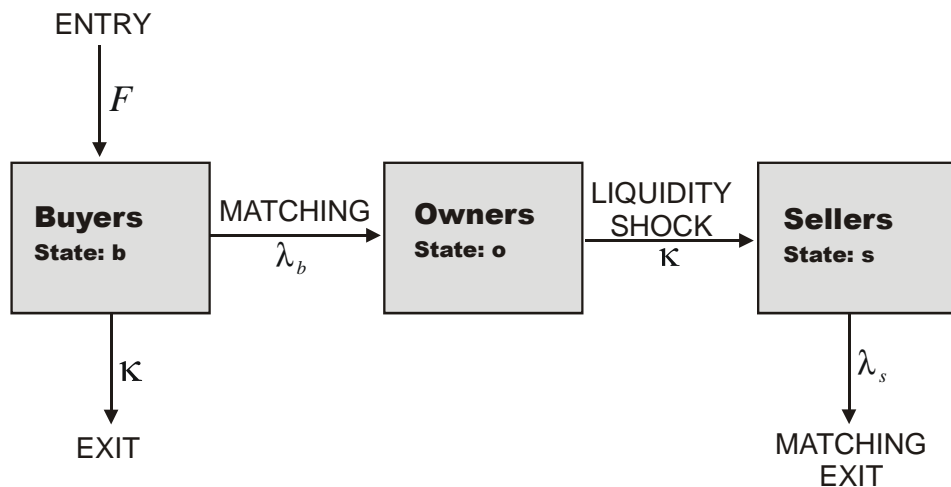 ENTRY
F
Buyers
State: b
MATCHING
λb
Owners
State: o
LIQUIDITY
SHOCK
κ
Sellers
State: s
κ
EXIT
λs
MATCHING
EXIT